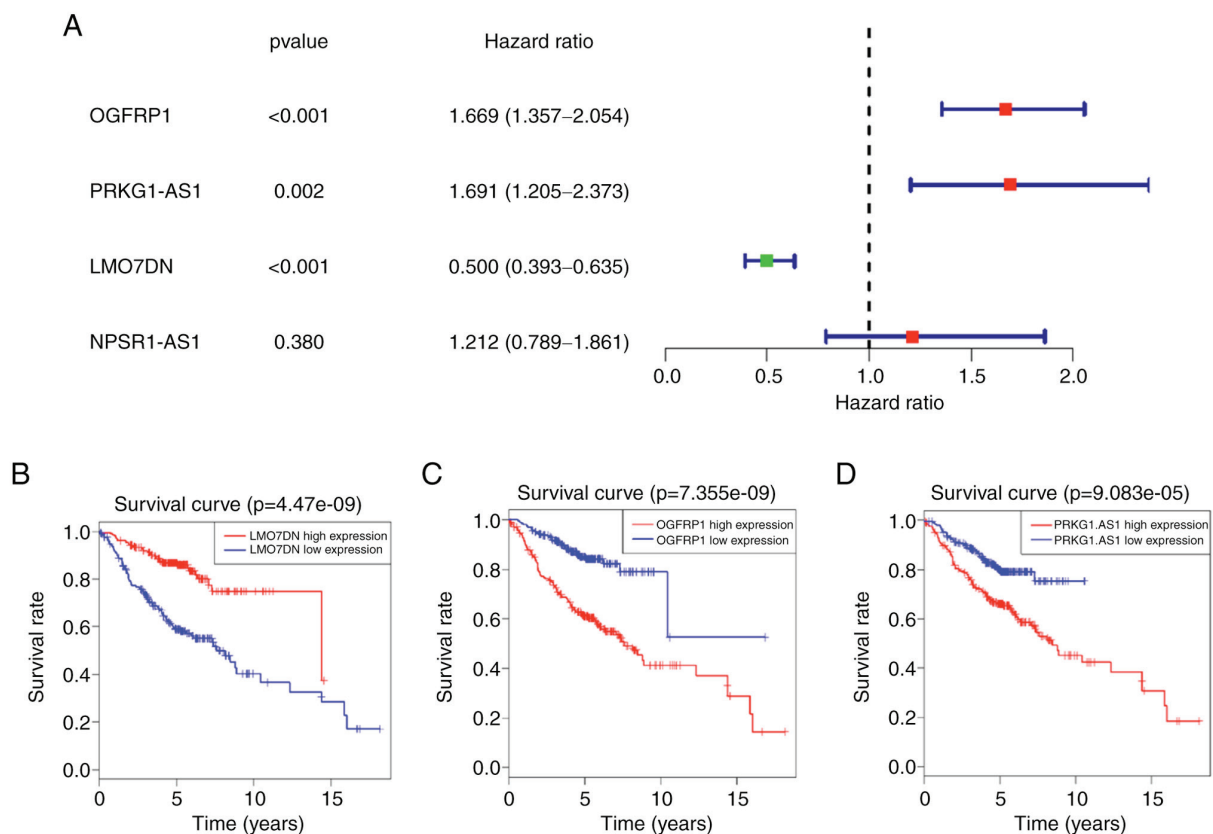 A
pvalue Hazard ratio
OGFRP1 <0.001 1.669 (1.357–2.054)
PRKG1-AS1 0.002 1.691 (1.205–2.373)
LMO7DN <0.001 0.500 (0.393–0.635)
NPSR1-AS1 0.380 1.212 (0.789–1.861)
0.0 0.5 1.0 1.5 2.0
Hazard ratio
B
Survival curve (p=4.47e-09)
LMO7DN high expression
LMO7DN low expression
Survival rate
1.0
0.8
0.6
0.4
0.2
0.0
0 5 10 15
Time (years)
C
Survival curve (p=7.355e-09)
OGFRP1 high expression
OGFRP1 low expression
Survival rate
1.0
0.8
0.6
0.4
0.2
0.0
0 5 10 15
Time (years)
D
Survival curve (p=9.083e-05)
PRKG1.AS1 high expression
PRKG1.AS1 low expression
Survival rate
1.0
0.8
0.6
0.4
0.2
0.0
0 5 10 15
Time (years)